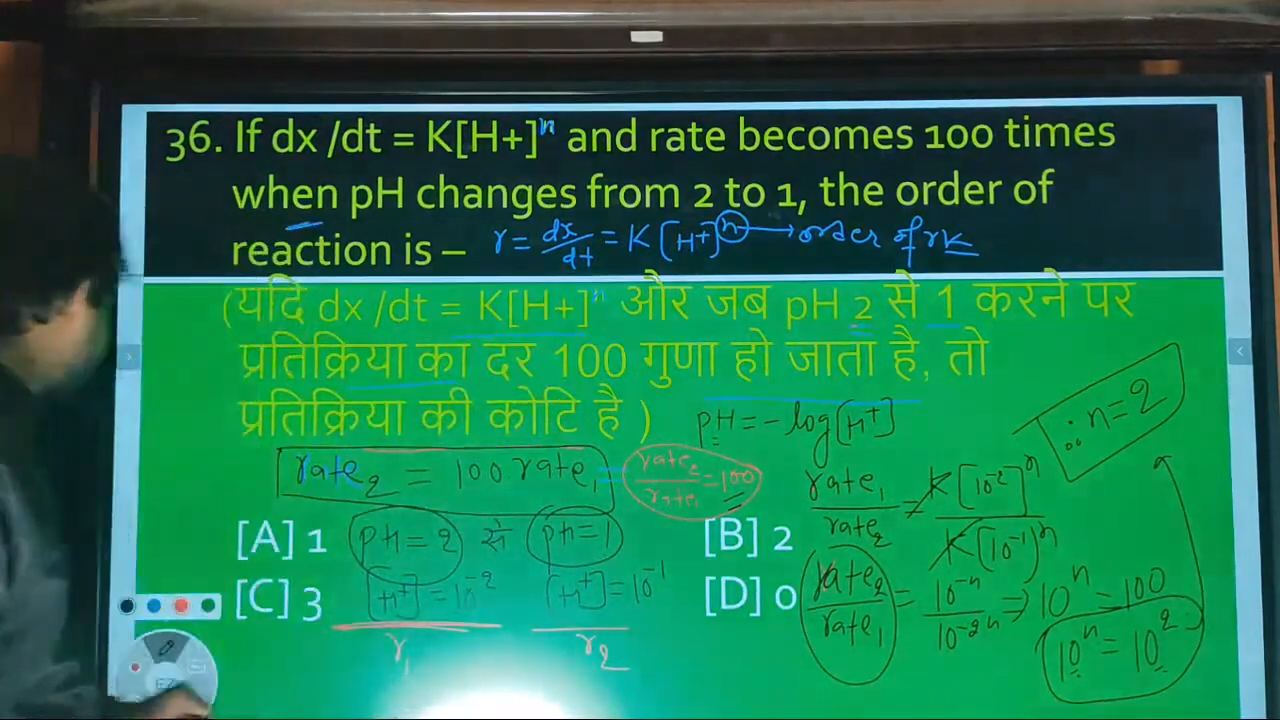 36. If dx /dt = K[H+]ⁿ and rate becomes 100 times
when pH changes from 2 to 1, the order of
reaction is –
r = dx/dt = K[H+]ⁿ → order of rx
(यदि dx /dt = K[H+]ⁿ और जब pH 2 से 1 करने पर
प्रतिक्रिया का दर 100 गुणा हो जाता है, तो
प्रतिक्रिया की कोटि है )
pH = -log[H+]
∴ n = 2
rate₂ = 100 rate₁ = rate₂/rate₁ = 100
rate₁/rate₂ = K[10⁻²]ⁿ/K(10⁻¹)ⁿ
[A] 1
pH = 2 से pH = 1
[B] 2
[C] 3
[H+] = 10⁻² [H+] = 10⁻¹
[D] 0
rate₂/rate₁ = 10⁻ⁿ/10⁻²ⁿ ⇒ 10ⁿ = 100
10ⁿ = 10²
r₁ r₂